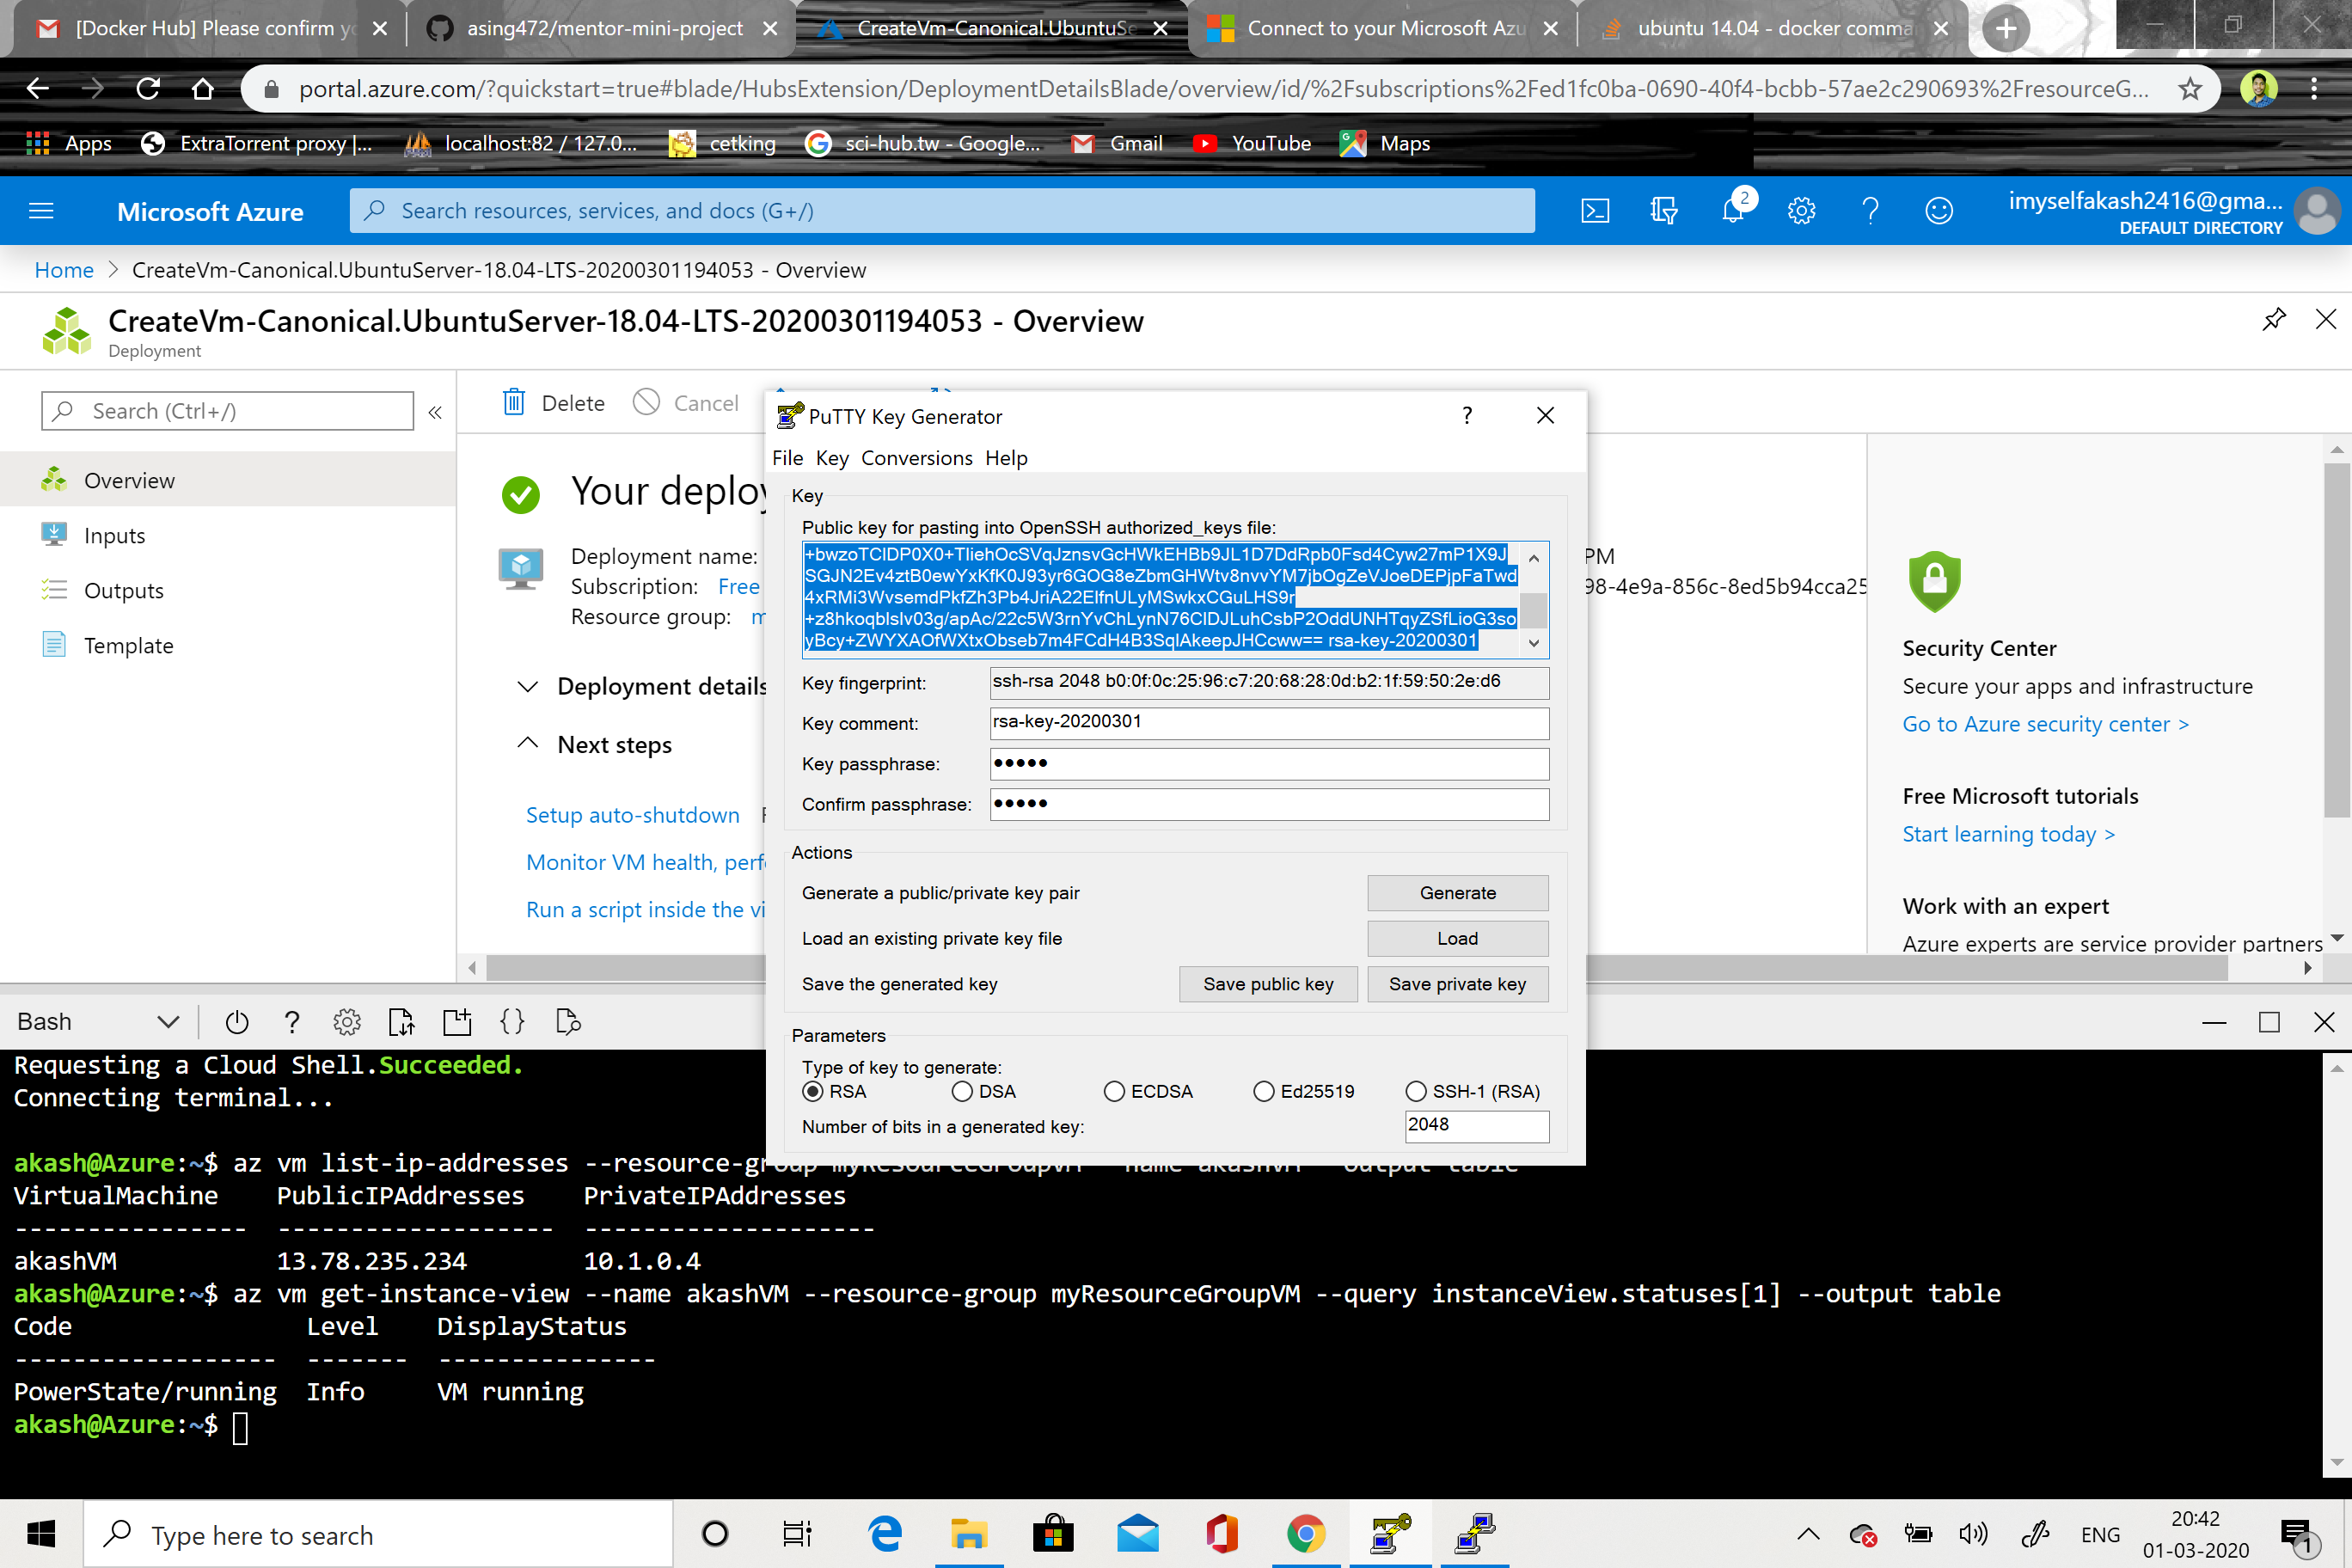 [Docker Hub] Please confirm yo
asing472/mentor-mini-project
CreateVm-Canonical.UbuntuSe
Connect to your Microsoft Azu
ubuntu 14.04 - docker comma
portal.azure.com/?quickstart=true#blade/HubsExtension/DeploymentDetailsBlade/overview/id/%2Fsubscriptions%2Fed1fc0ba-0690-40f4-bcbb-57ae2c290693%2FresourceG...
Apps
ExtraTorrent proxy |...
localhost:82 / 127.0...
cetking
sci-hub.tw - Google...
Gmail
YouTube
Maps
Microsoft Azure
Search resources, services, and docs (G+/)
2
imyselfakash2416@gma...
DEFAULT DIRECTORY
Home > CreateVm-Canonical.UbuntuServer-18.04-LTS-20200301194053 - Overview
CreateVm-Canonical.UbuntuServer-18.04-LTS-20200301194053 - Overview
Deployment
Search (Ctrl+/)
Overview
Inputs
Outputs
Template
Delete
Cancel
Your deploy
Deployment name:
Subscription: Free
Resource group: m
PM
98-4e9a-856c-8ed5b94cca25
Deployment details
Next steps
Setup auto-shutdown
Monitor VM health, perf
Run a script inside the vi
PuTTY Key Generator
File Key Conversions Help
Key
Public key for pasting into OpenSSH authorized_keys file:
+bwzoTCIDP0X0+TliehOcSVqJznsvGcHWkEHBb9JL1D7DdRpb0Fsd4Cyw27mP1X9J
SGJN2Ev4ztB0ewYxKfK0J93yr6GOG8eZbmGHWtv8nvvYM7jbOgZeVJoeDEPjpFaTwd
4xRMi3WvsemdPkfZh3Pb4JriA22ElfnULyMSwkxCGuLHS9r
+z8hkoqblslv03g/apAc/22c5W3rnYvChLynN76CIDJLuhCsbP2OddUNHTqyZSfLioG3so
yBcy+ZWYXAOfWXtxObseb7m4FCdH4B3SqlAkeepJHCcww== rsa-key-20200301
Key fingerprint:
ssh-rsa 2048 b0:0f:0c:25:96:c7:20:68:28:0d:b2:1f:59:50:2e:d6
Key comment:
rsa-key-20200301
Key passphrase:
Confirm passphrase:
Actions
Generate a public/private key pair
Generate
Load an existing private key file
Load
Save the generated key
Save public key
Save private key
Parameters
Type of key to generate:
RSA
DSA
ECDSA
Ed25519
SSH-1 (RSA)
Number of bits in a generated key:
2048
Security Center
Secure your apps and infrastructure
Go to Azure security center >
Free Microsoft tutorials
Start learning today >
Work with an expert
Azure experts are service provider partners
Bash
Requesting a Cloud Shell.Succeeded.
Connecting terminal...
akash@Azure:~$ az vm list-ip-addresses --resource-group myResourceGroupVM --name akashVM --output table
VirtualMachine PublicIPAddresses PrivateIPAddresses
---------------- ------------------- --------------------
akashVM 13.78.235.234 10.1.0.4
akash@Azure:~$ az vm get-instance-view --name akashVM --resource-group myResourceGroupVM --query instanceView.statuses[1] --output table
Code Level DisplayStatus
------------------ ------- ---------------
PowerState/running Info VM running
akash@Azure:~$
Type here to search
ENG
20:42
01-03-2020
1